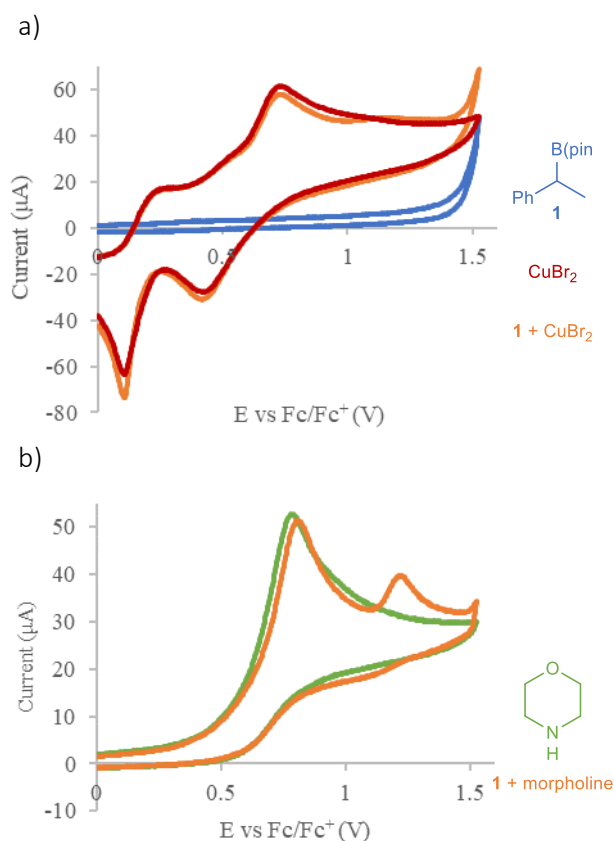 a)
60
40
20
0
-20
-40
-60
-80
0
0.5
1
1.5
Current (μA)
E vs Fc/Fc⁺ (V)
B(pin
Ph
1
CuBr₂
1 + CuBr₂
b)
50
40
30
20
10
0
-10
0
0.5
1
1.5
Current (μA)
E vs Fc/Fc⁺ (V)
O
N
H
1 + morpholine